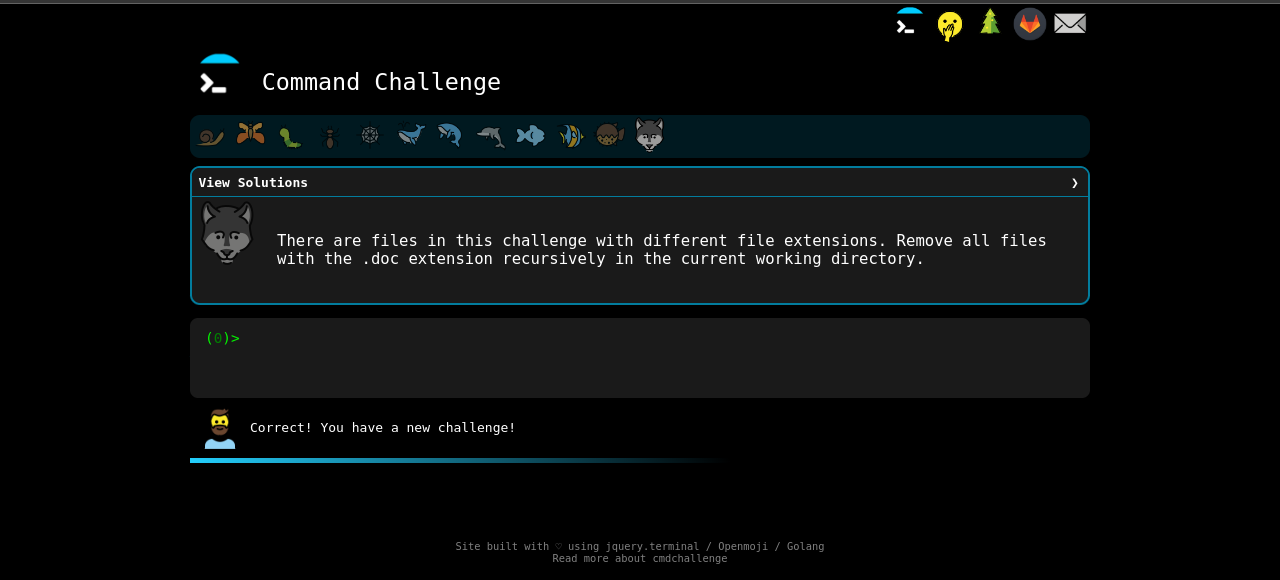 Command Challenge
View Solutions ❯
There are files in this challenge with different file extensions. Remove all files
with the .doc extension recursively in the current working directory.
(0)>
Correct! You have a new challenge!
Site built with ♡ using jquery.terminal / Openmoji / Golang
Read more about cmdchallenge